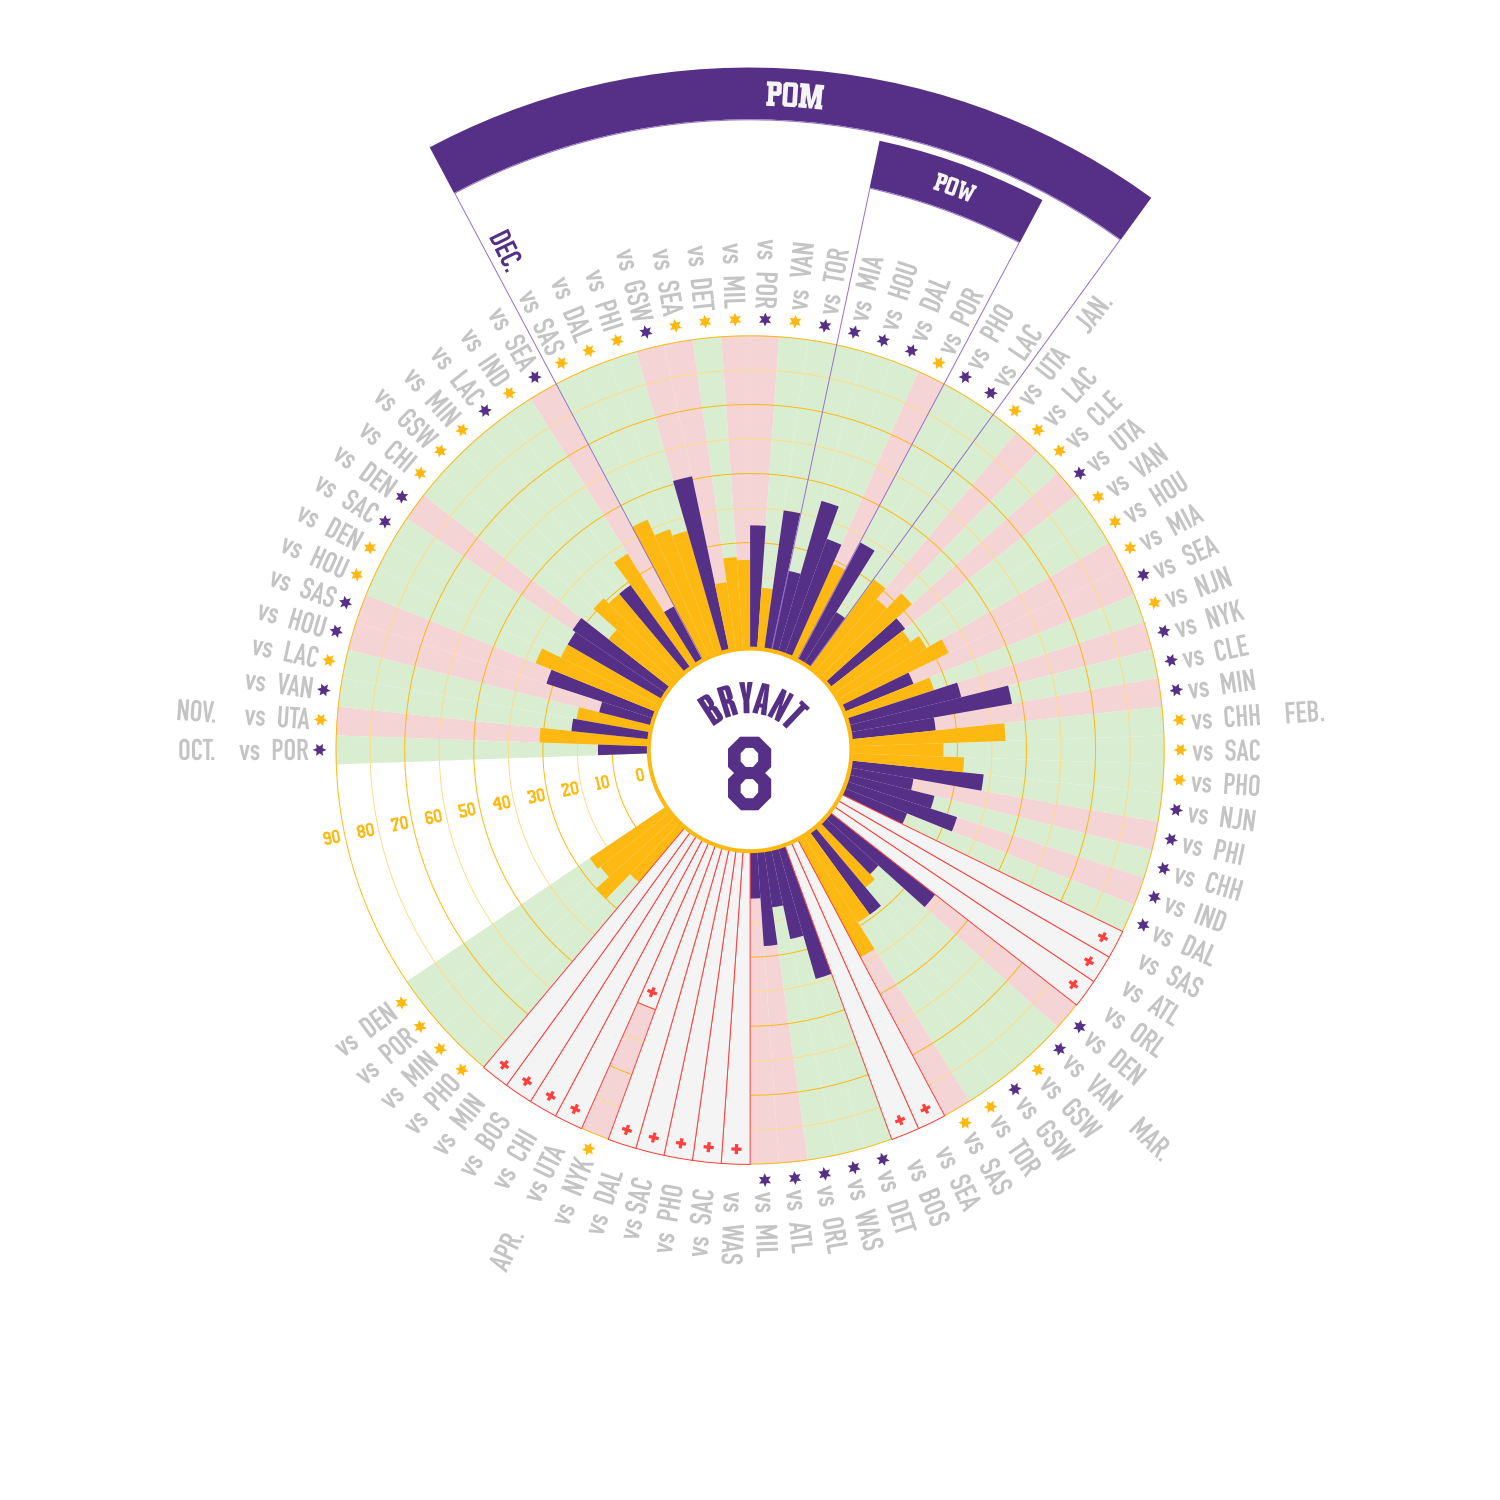 POM
POW
BRYANT
8
OCT.
vs POR
NOV.
vs UTA
vs VAN
vs LAC
vs HOU
vs SAS
vs HOU
vs DEN
vs SAC
vs DEN
vs CHI
vs GSW
vs MIN
vs LAC
vs IND
vs SEA
DEC.
vs SAS
vs DAL
vs PHI
vs GSW
vs SEA
vs DET
vs MIL
vs POR
vs VAN
vs TOR
vs MIA
vs HOU
vs DAL
vs POR
vs PHO
vs LAC
JAN.
vs UTA
vs LAC
vs CLE
vs UTA
vs VAN
vs HOU
vs MIA
vs SEA
vs NJN
vs NYK
vs CLE
vs MIN
FEB.
vs CHH
vs SAC
vs PHO
vs NJN
vs PHI
vs CHH
vs IND
vs DAL
vs SAS
vs ATL
vs ORL
vs DEN
vs VAN
MAR.
vs GSW
vs GSW
vs TOR
vs SAS
vs SEA
vs BOS
vs DET
vs WAS
vs ORL
vs ATL
vs MIL
vs WAS
vs SAC
vs PHO
vs SAC
vs DAL
vs NYK
APR.
vs UTA
vs CHI
vs BOS
vs MIN
vs PHO
vs MIN
vs POR
vs DEN
90 80 70 60 50 40 30 20 10 0